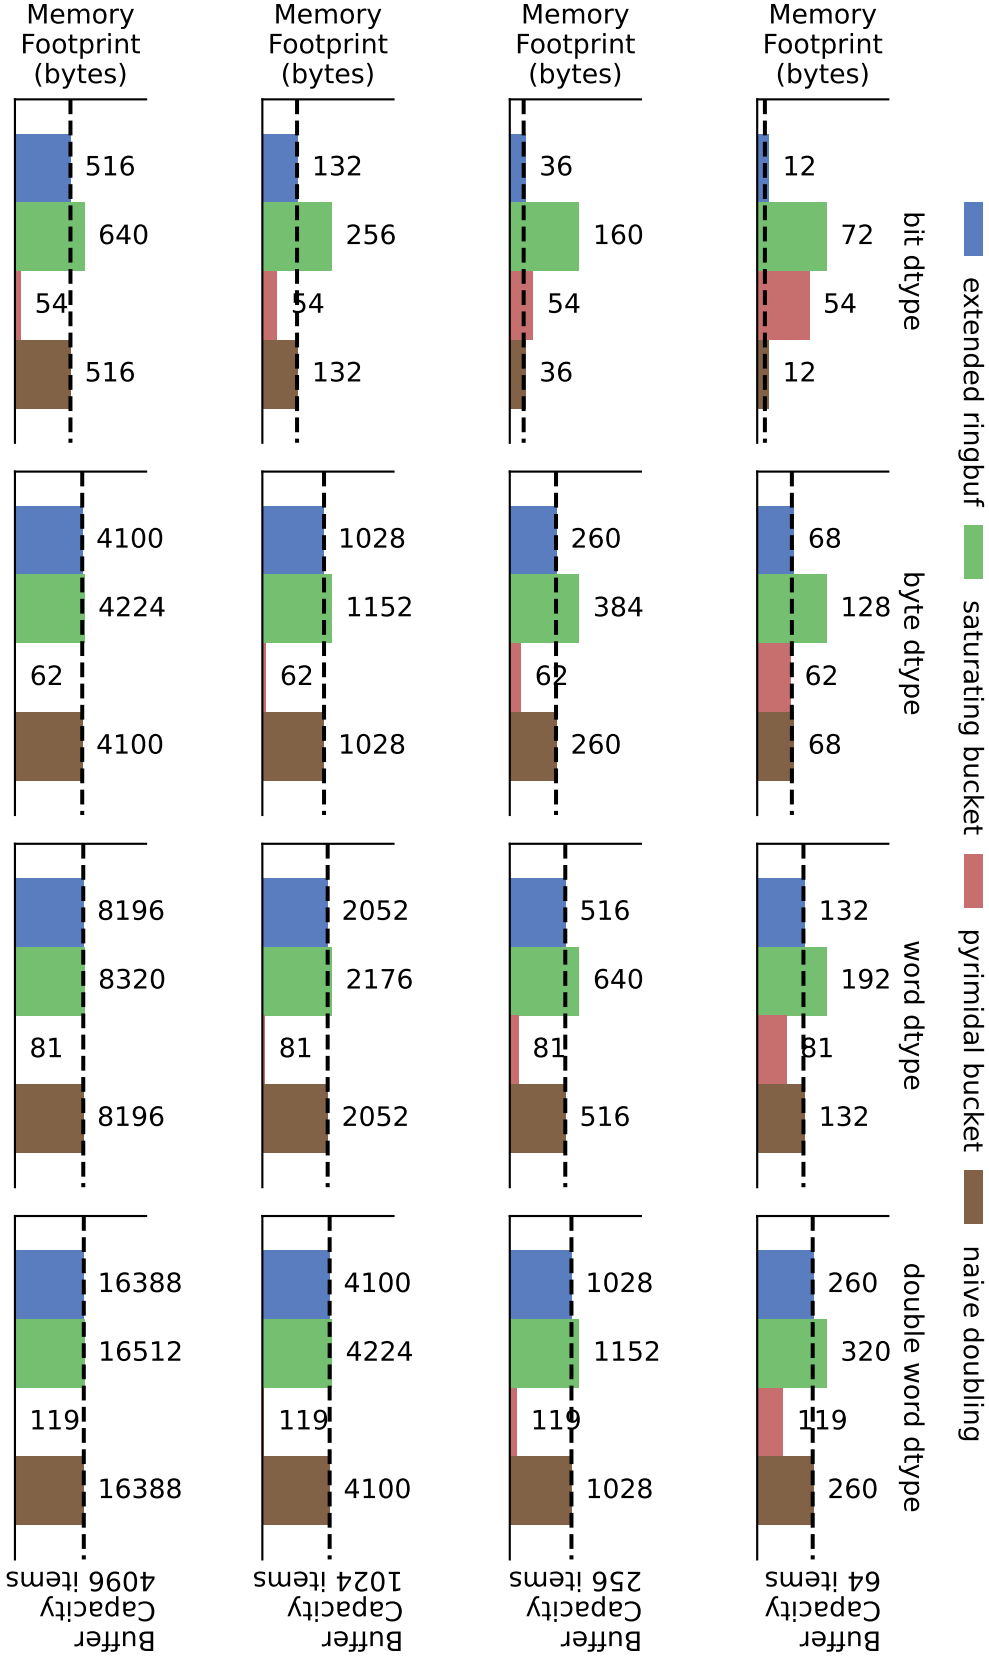 Memory
Footprint
(bytes)
Memory
Footprint
(bytes)
Memory
Footprint
(bytes)
Memory
Footprint
(bytes)
516
640
54
516
132
256
54
132
36
160
54
36
12
72
54
12
bit dtype
4100
4224
62
4100
1028
1152
62
1028
260
384
62
260
68
128
62
68
byte dtype
8196
8320
81
8196
2052
2176
81
2052
516
640
81
516
132
192
81
132
word dtype
16388
16512
119
16388
4100
4224
119
4100
1028
1152
119
1028
260
320
119
260
double word dtype
Buffer
Capacity
4096 items
Buffer
Capacity
1024 items
Buffer
Capacity
256 items
Buffer
Capacity
64 items
extended ringbuf
saturating bucket
pyrimidal bucket
naive doubling